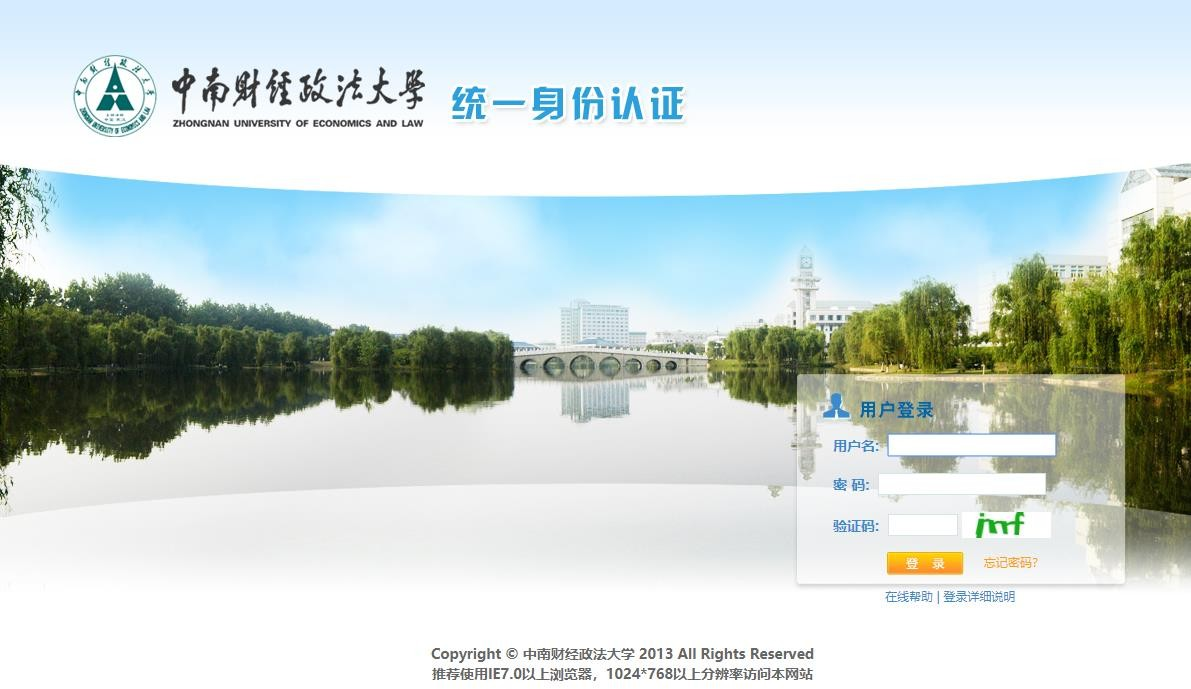 中南财经政法大學
ZHONGNAN UNIVERSITY OF ECONOMICS AND LAW
统一身份认证
用户登录
用户名:
密 码:
验证码:
登 录 忘记密码?
在线帮助 | 登录详细说明
Copyright © 中南财经政法大学 2013 All Rights Reserved
推荐使用IE7.0以上浏览器，1024*768以上分辨率访问本网站